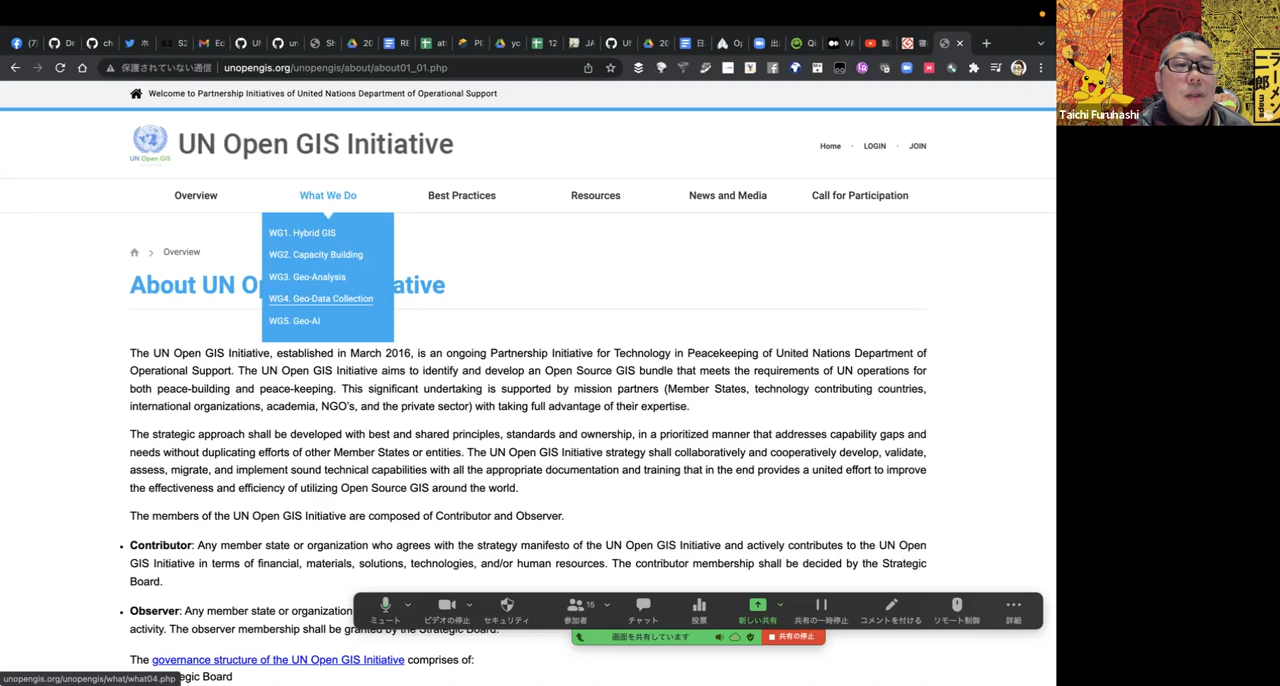 保護されていない通信 | unopengis.org/unopengis/about/about01_01.php
Welcome to Partnership Initiatives of United Nations Department of Operational Support
UN Open GIS
UN Open GIS Initiative
Home · LOGIN · JOIN
Overview What We Do Best Practices Resources News and Media Call for Participation
WG1. Hybrid GIS
WG2. Capacity Building
WG3. Geo-Analysis
WG4. Geo-Data Collection
WG5. Geo-AI
Overview
About UN O ative
The UN Open GIS Initiative, established in March 2016, is an ongoing Partnership Initiative for Technology in Peacekeeping of United Nations Department of
Operational Support. The UN Open GIS Initiative aims to identify and develop an Open Source GIS bundle that meets the requirements of UN operations for
both peace-building and peace-keeping. This significant undertaking is supported by mission partners (Member States, technology contributing countries,
international organizations, academia, NGO's, and the private sector) with taking full advantage of their expertise.
The strategic approach shall be developed with best and shared principles, standards and ownership, in a prioritized manner that addresses capability gaps and
needs without duplicating efforts of other Member States or entities. The UN Open GIS Initiative strategy shall collaboratively and cooperatively develop, validate,
assess, migrate, and implement sound technical capabilities with all the appropriate documentation and training that in the end provides a united effort to improve
the effectiveness and efficiency of utilizing Open Source GIS around the world.
The members of the UN Open GIS Initiative are composed of Contributor and Observer.
Contributor: Any member state or organization who agrees with the strategy manifesto of the UN Open GIS Initiative and actively contributes to the UN Open
GIS Initiative in terms of financial, materials, solutions, technologies, and/or human resources. The contributor membership shall be decided by the Strategic
Board.
Observer: Any member state or organization
activity. The observer membership shall be granted by the Strategic Board.
The governance structure of the UN Open GIS Initiative comprises of:
egic Board
unopengis.org/unopengis/what/what04.php
15
ミュート ビデオの停止 セキュリティ 参加者 チャット 投票 新しい共有 共有の一時停止 コメントを付ける リモート制御 詳細
画面を共有しています 共有の停止
Taichi Furuhashi
ラーメン
二郎
maps